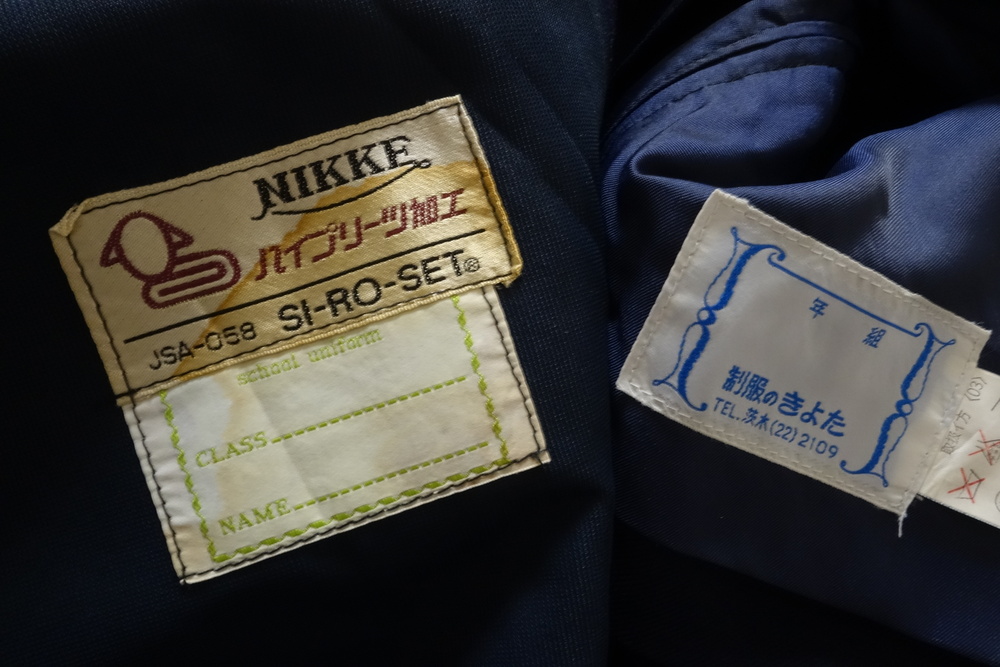 NIKKE
ハイプリーツ加工
JSA-058 SI-RO-SET®
school uniform
CLASS
NAME
年 組
制服のきよた
TEL.茨木(22)2109
(03)